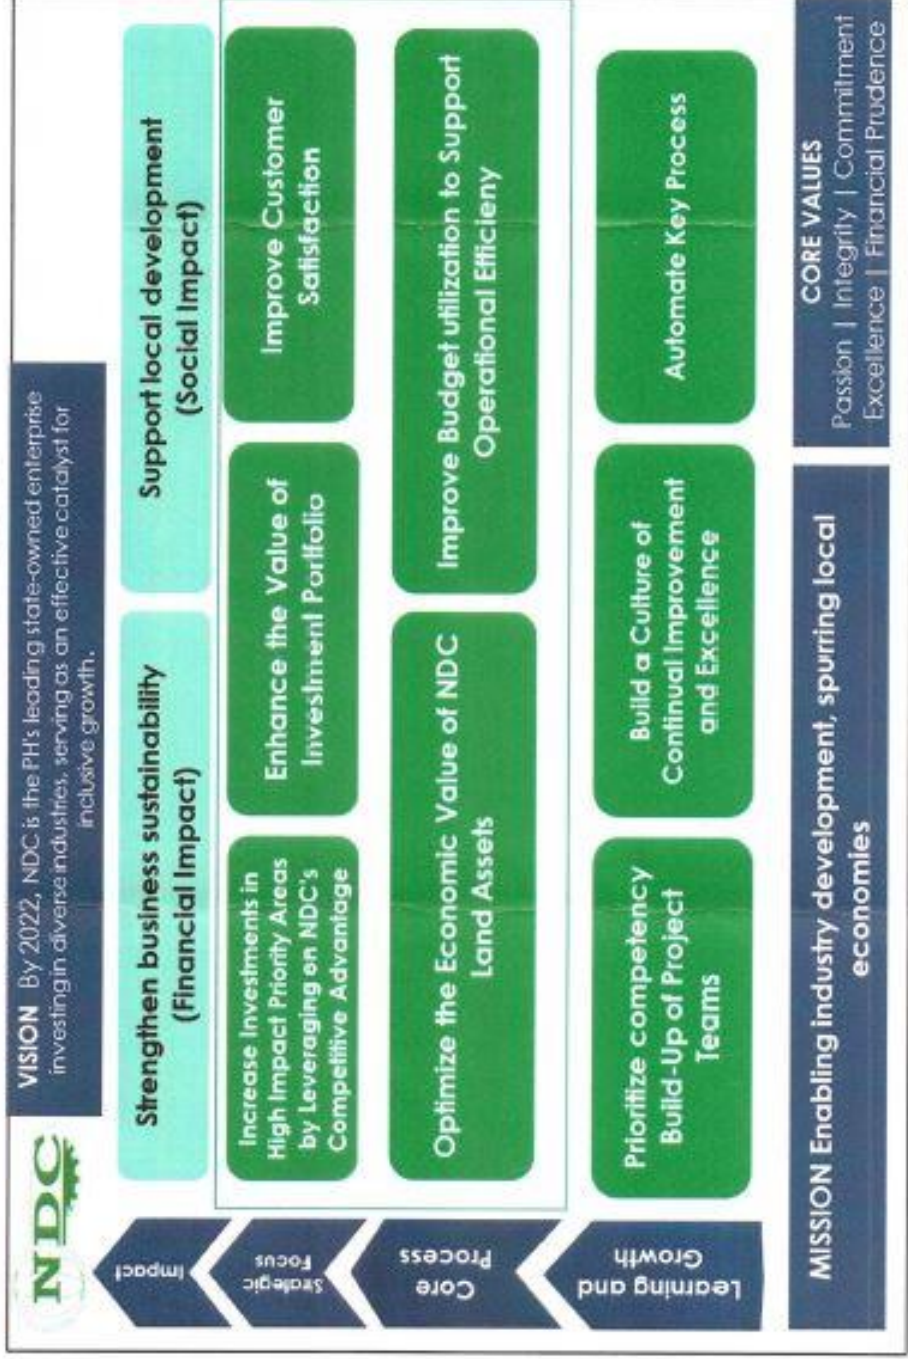 NDC
VISION By 2022, NDC is the PH's leading state-owned enterprise
investing in diverse industries, serving as an effective catalyst for
inclusive growth.
Impact
Strengthen business sustainability
(Financial Impact)
Support local development
(Social Impact)
Strategic
Focus
Increase Investments in
High Impact Priority Areas
by Leveraging on NDC's
Competitive Advantage
Enhance the Value of
Investment Portfolio
Improve Customer
Satisfaction
Core
Process
Optimize the Economic Value of NDC
Land Assets
Improve Budget utilization to Support
Operational Efficieny
Learning and
Growth
Prioritize competency
Build-Up of Project
Teams
Build a Culture of
Continual Improvement
and Excellence
Automate Key Process
MISSION Enabling industry development, spurring local
economies
CORE VALUES
Passion | Integrity | Commitment
Excellence | Financial Prudence